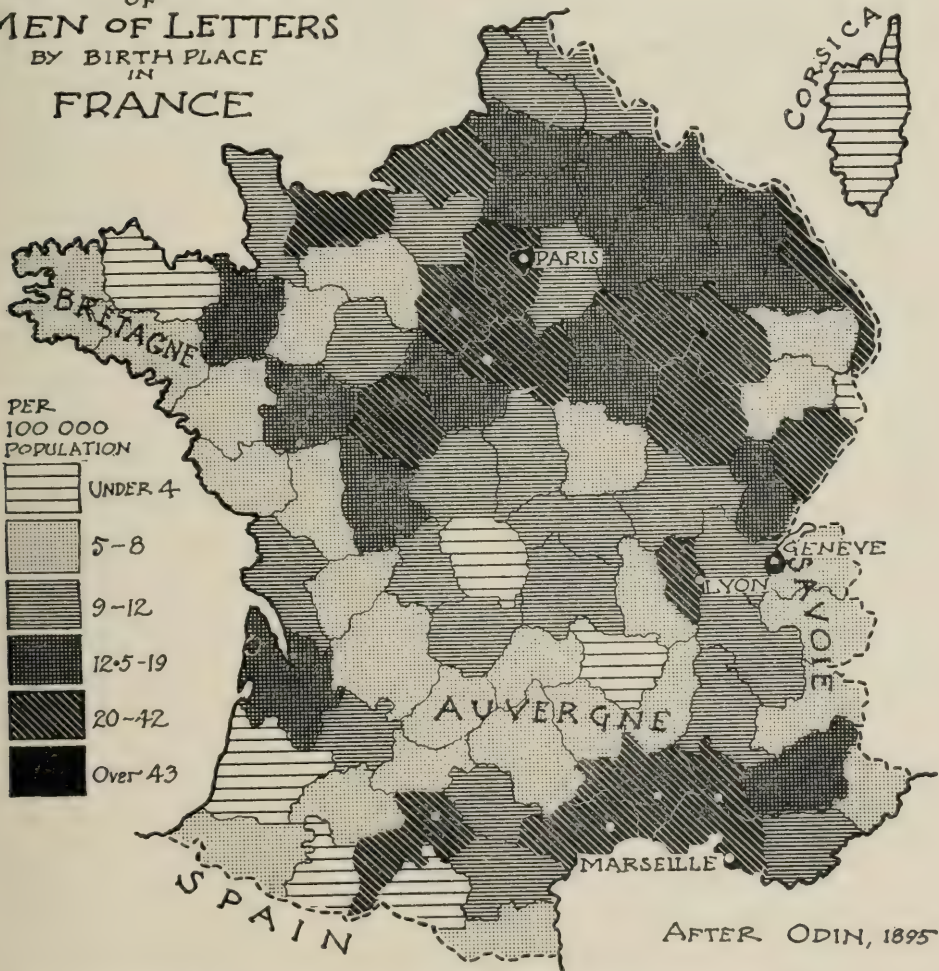 OF
MEN OF LETTERS
BY BIRTH PLACE
IN
FRANCE
CORSICA
PARIS
BRETAGNE
PER
100 000
POPULATION
UNDER 4
5-8
9-12
12·5-19
20-42
Over 43
GENEVE
LYON
SAVOIE
AUVERGNE
MARSEILLE
SPAIN
AFTER ODIN, 1895